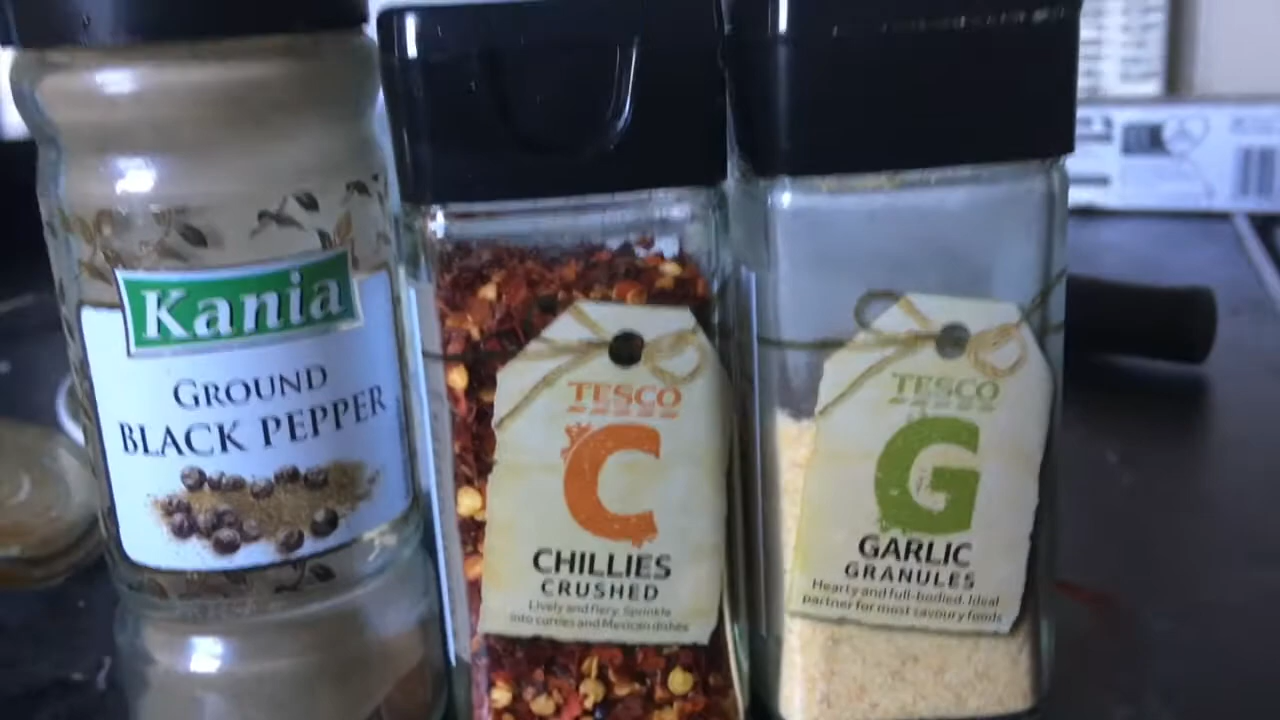 Kania
GROUND
BLACK PEPPER
TESCO
C
CHILLIES
CRUSHED
Lively and fiery. Sprinkle
into curries and Mexican dishes
TESCO
G
GARLIC
GRANULES
Hearty and full-bodied. Ideal
partner for most savoury foods